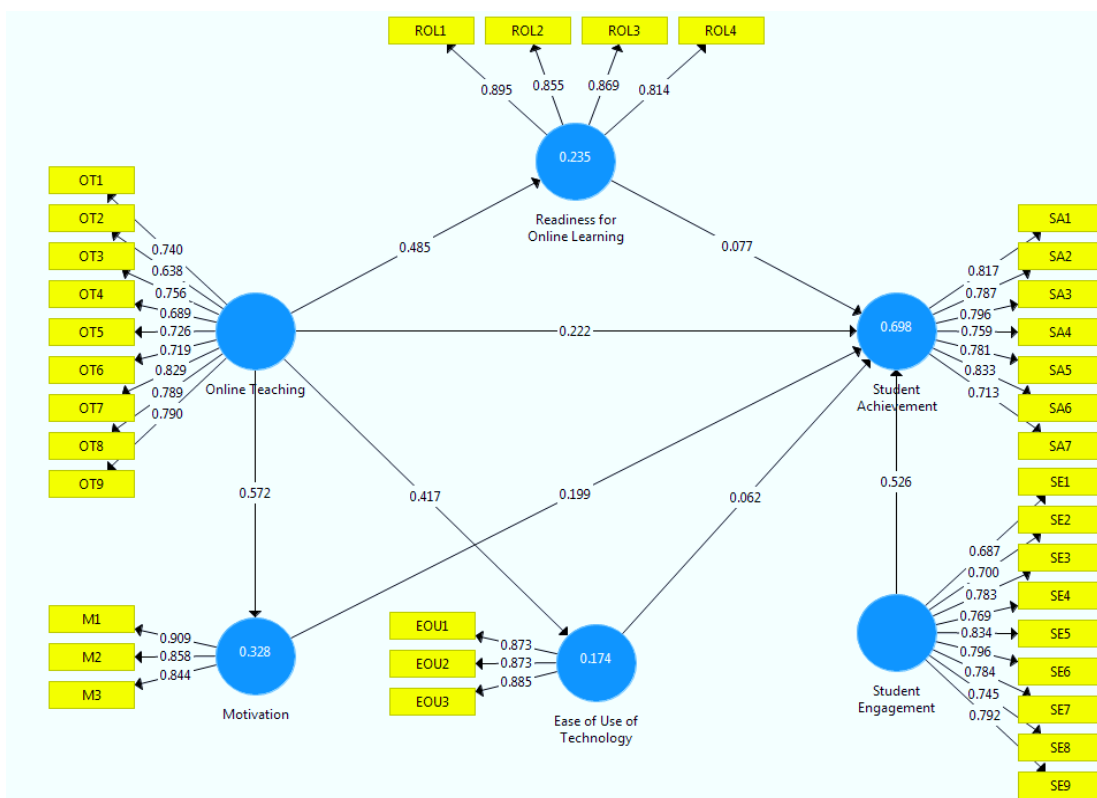 ROL1
ROL2
ROL3
ROL4
0.895
0.855
0.869
0.814
0.235
Readiness for
Online Learning
OT1
OT2
OT3
OT4
OT5
OT6
OT7
OT8
OT9
0.740
0.638
0.756
0.689
0.726
0.719
0.829
0.789
0.790
Online Teaching
0.485
0.077
0.222
0.572
0.417
0.199
0.062
0.526
0.698
Student
Achievement
SA1
SA2
SA3
SA4
SA5
SA6
SA7
0.817
0.787
0.796
0.759
0.781
0.833
0.713
M1
M2
M3
0.909
0.858
0.844
0.328
Motivation
EOU1
EOU2
EOU3
0.873
0.873
0.885
0.174
Ease of Use of
Technology
Student
Engagement
SE1
SE2
SE3
SE4
SE5
SE6
SE7
SE8
SE9
0.687
0.700
0.783
0.769
0.834
0.796
0.784
0.745
0.792